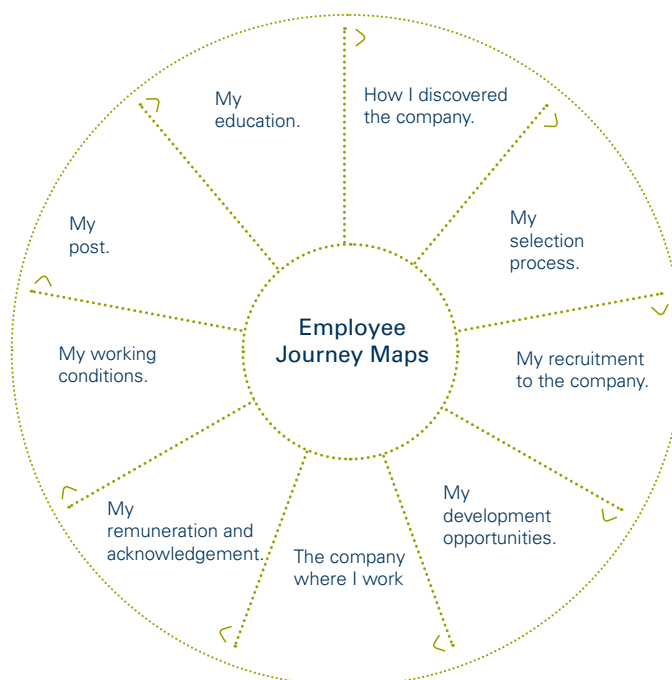 Employee
Journey Maps
How I discovered
the company.
My
selection
process.
My recruitment
to the company.
My
development
opportunities.
The company
where I work
My
remuneration and
acknowledgement.
My working
conditions.
My
post.
My
education.